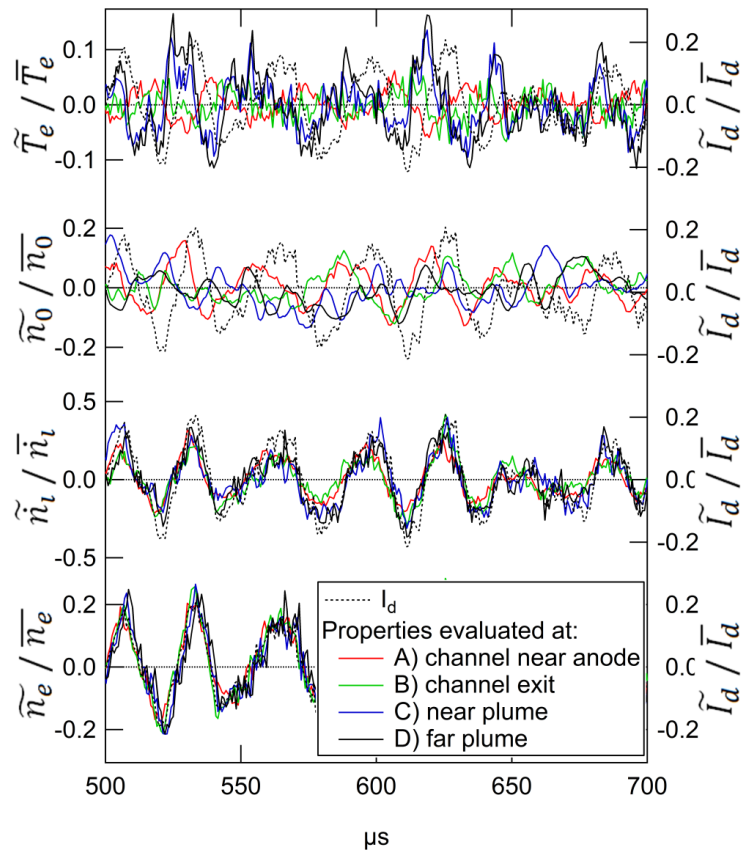 0.1
0.0
-0.1
T̃e / T̄e
0.2
0.0
-0.2
Ĩd / Īd
0.2
0.0
-0.2
ñ0 / n̄0
0.2
0.0
-0.2
Ĩd / Īd
0.5
0.0
-0.5
ṅ̃ι / ṅ̄ι
0.2
0.0
-0.2
Ĩd / Īd
0.2
0.0
-0.2
ñe / n̄e
0.2
0.0
-0.2
Ĩd / Īd
Id
Properties evaluated at:
A) channel near anode
B) channel exit
C) near plume
D) far plume
500 550 600 650 700
μs